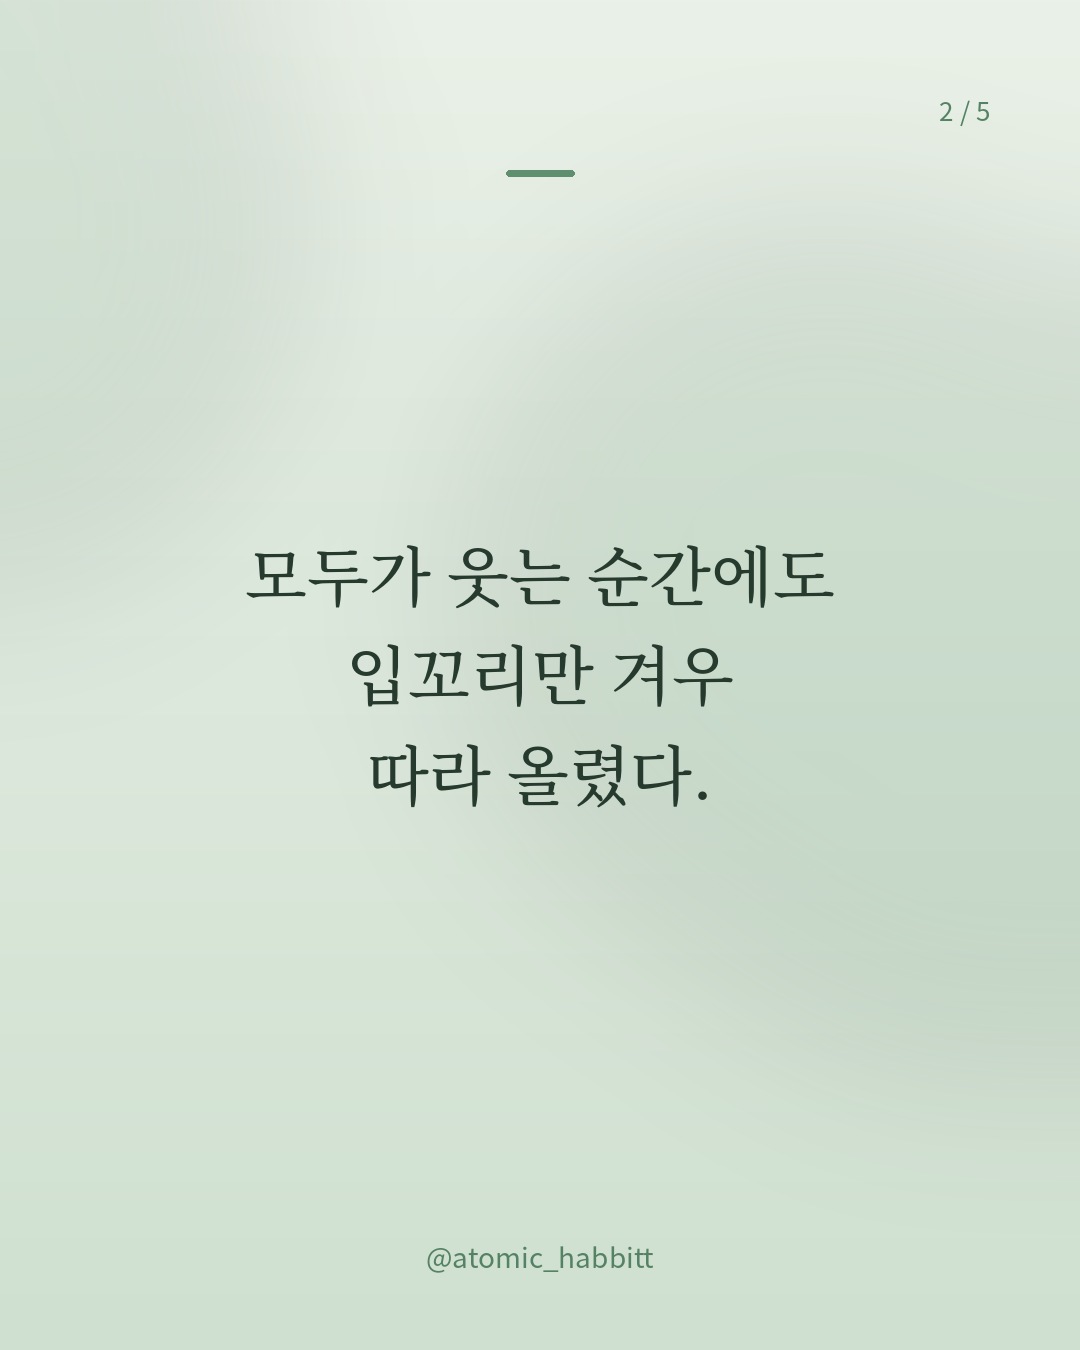 2 / 5
모두가 웃는 순간에도
입꼬리만 겨우
따라 올렸다.
@atomic_habbitt